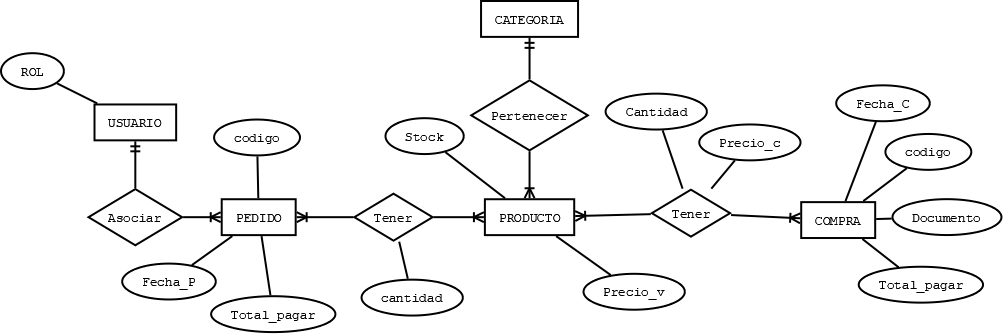 CATEGORIA
ROL
USUARIO
codigo
Stock
Pertenecer
Cantidad
Precio_c
Fecha_C
codigo
Asociar
PEDIDO
Tener
PRODUCTO
Tener
COMPRA
Documento
Fecha_P
Total_pagar
cantidad
Precio_v
Total_pagar